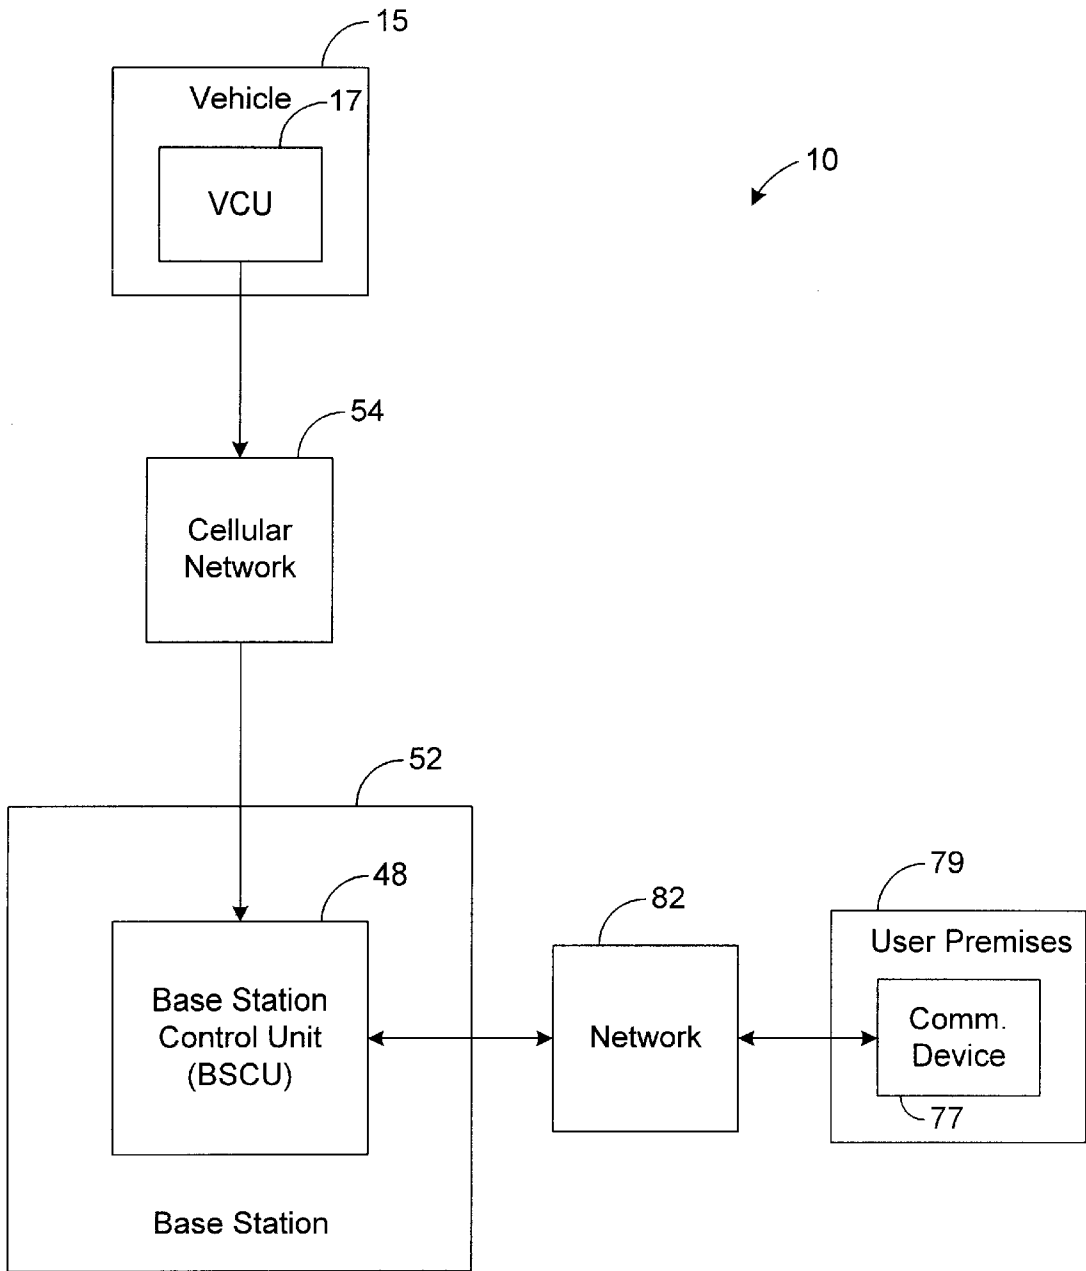 15
Vehicle
17
VCU
10
54
Cellular
Network
52
48
Base Station
Control Unit
(BSCU)
Base Station
82
Network
79
User Premises
Comm.
Device
77